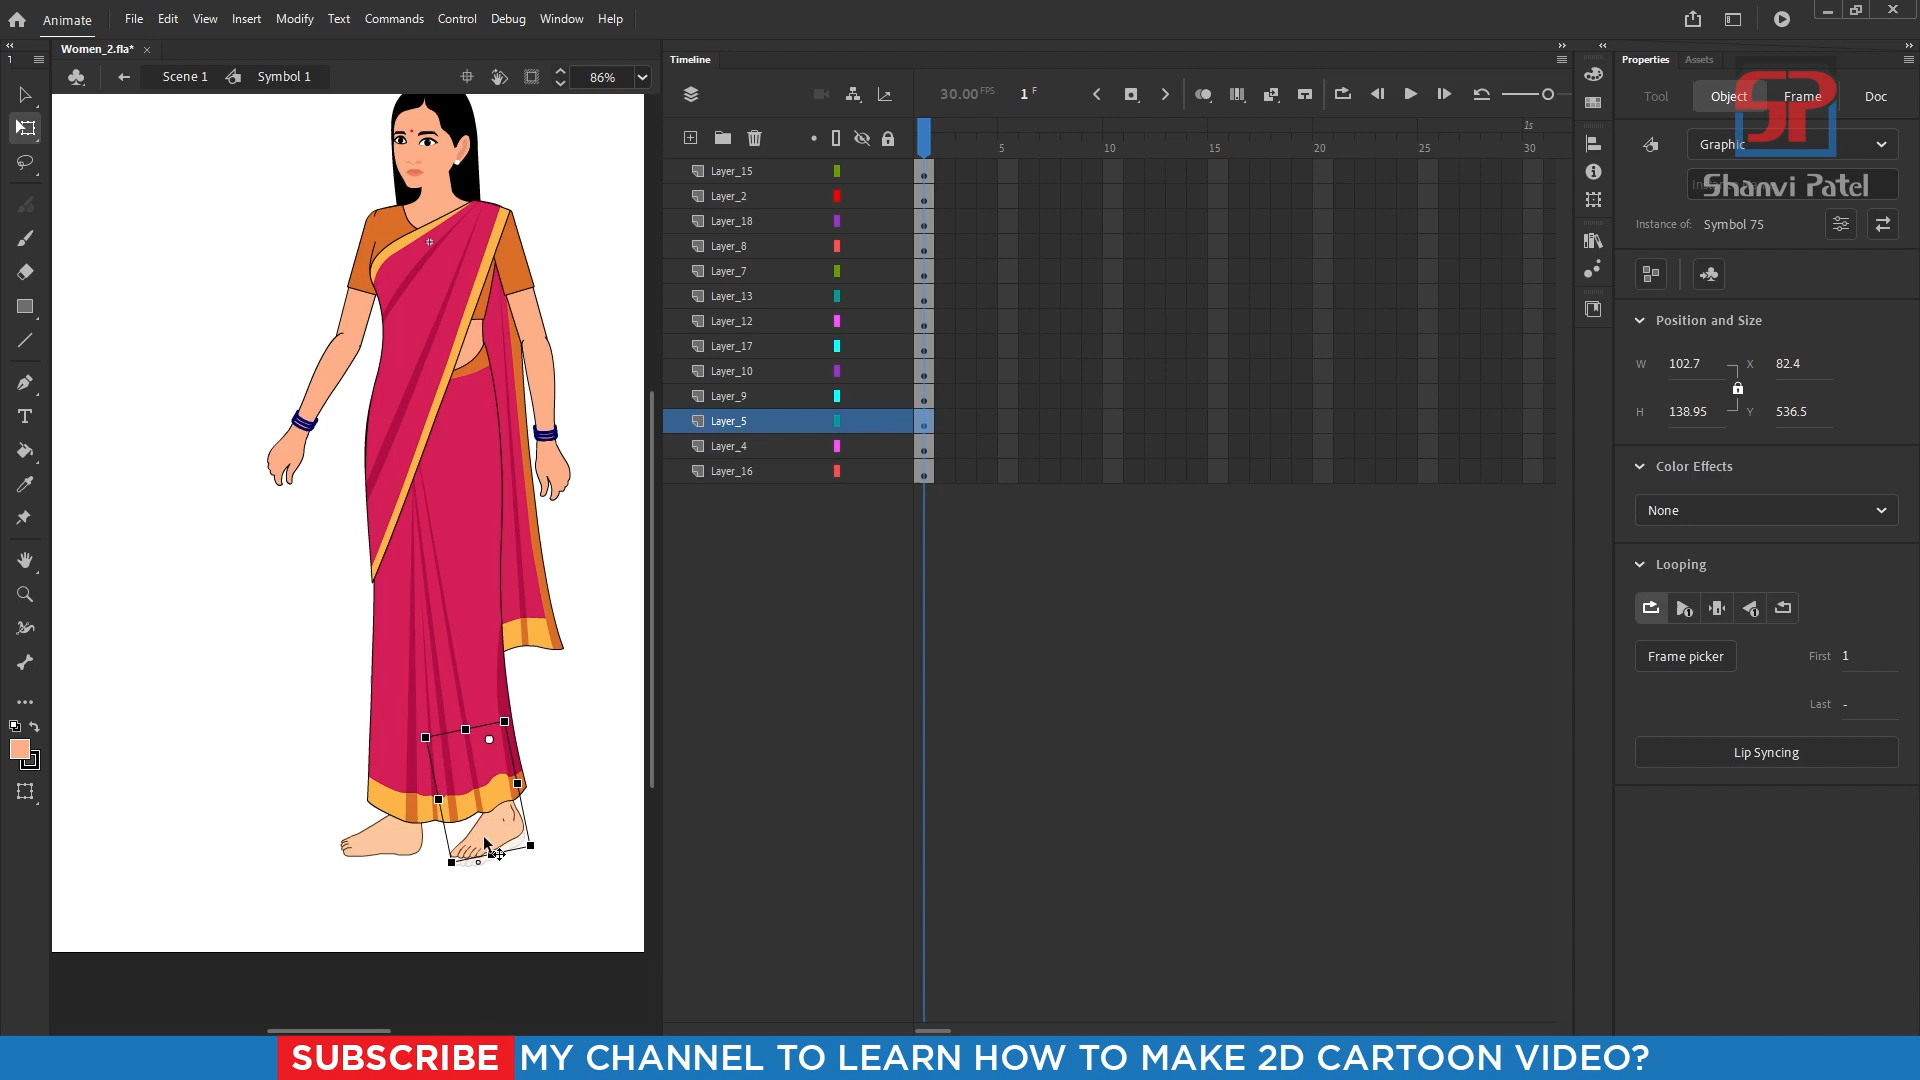 Animate
File Edit View Insert Modify Text Commands Control Debug Window Help
Women_2.fla* ×
Scene 1 Symbol 1 86%
Timeline
30.00 FPS 1 F
1s
5 10 15 20 25 30
Layer_15
Layer_2
Layer_18
Layer_8
Layer_7
Layer_13
Layer_12
Layer_17
Layer_10
Layer_9
Layer_5
Layer_4
Layer_16
Properties Assets
Tool Object Frame Doc
SP
Graphic
Shanvi Patel
Instance of: Symbol 75
Position and Size
W 102.7 X 82.4
H 138.95 Y 536.5
Color Effects
None
Looping
Frame picker First 1
Last -
Lip Syncing
SUBSCRIBE MY CHANNEL TO LEARN HOW TO MAKE 2D CARTOON VIDEO?